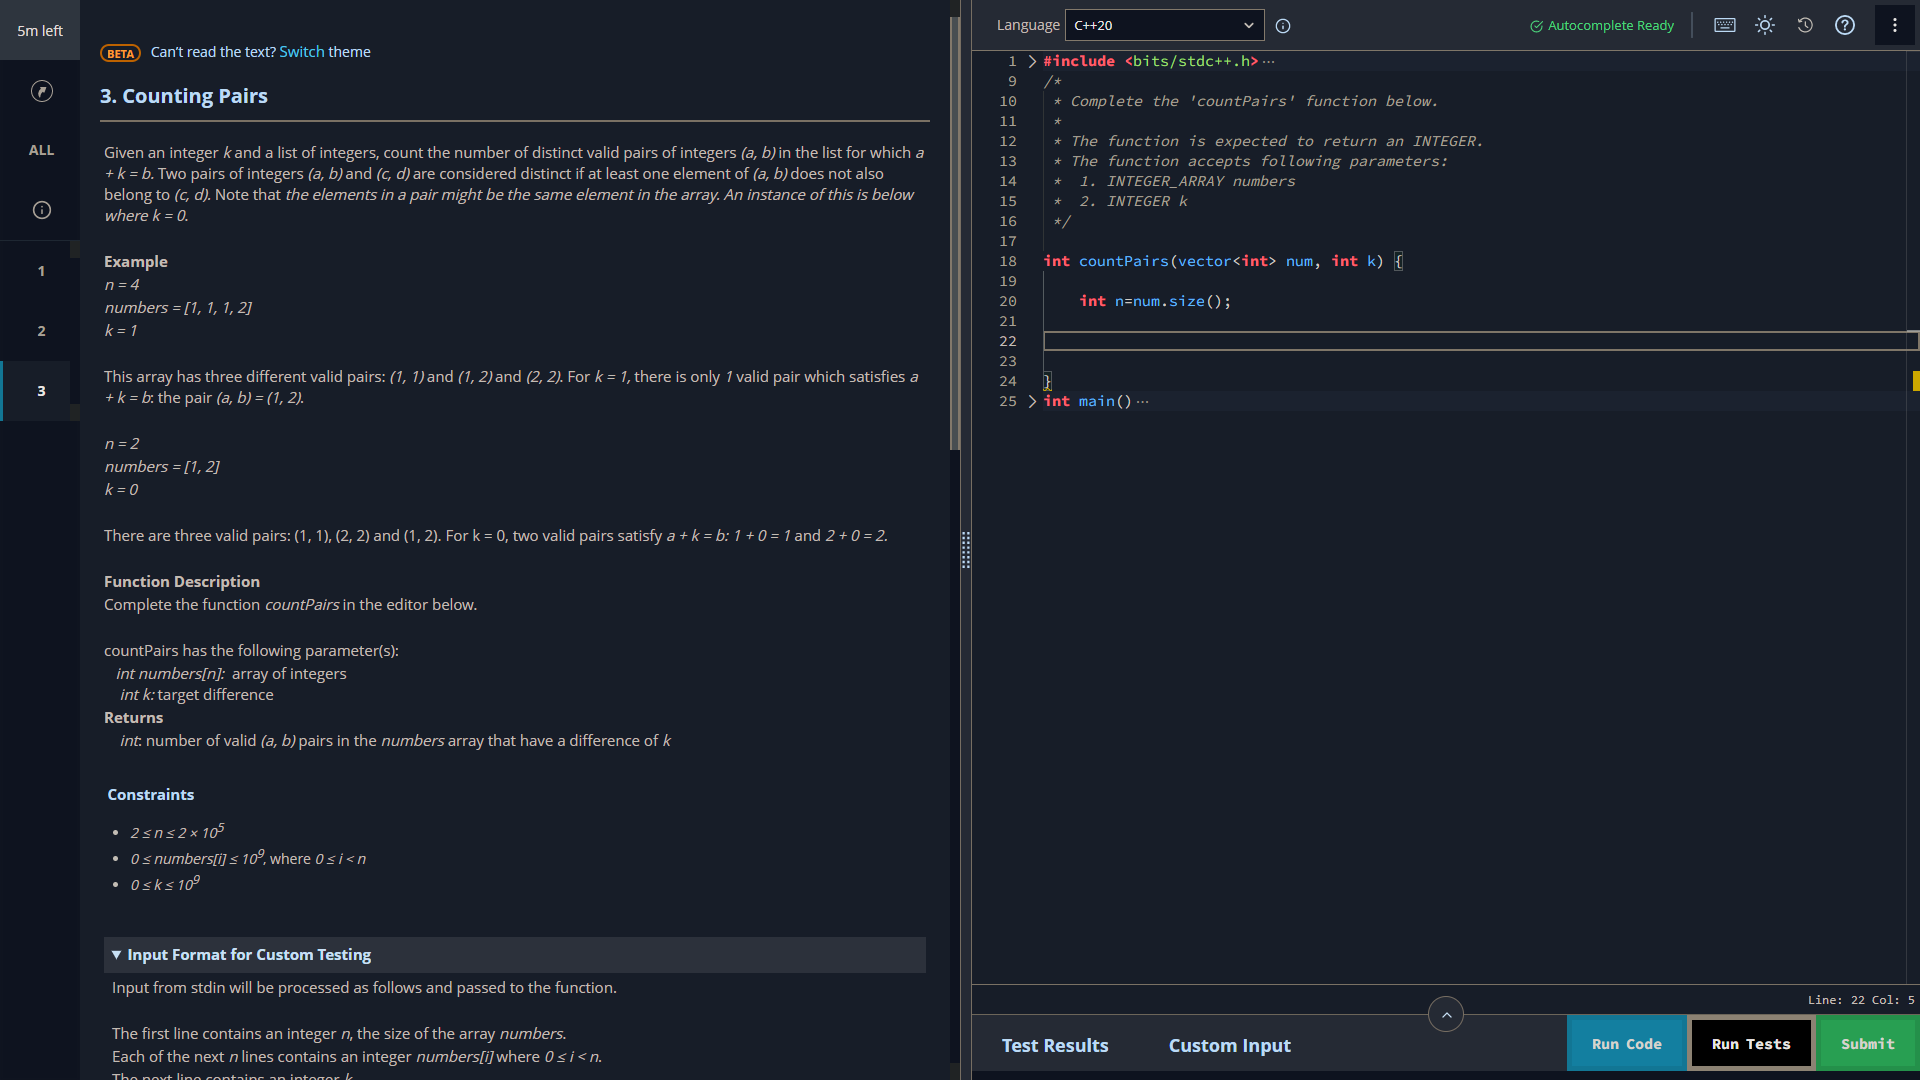 5m left
ALL
1
2
3
BETA Can't read the text? Switch theme
3. Counting Pairs
Given an integer k and a list of integers, count the number of distinct valid pairs of integers (a, b) in the list for which a
+ k = b. Two pairs of integers (a, b) and (c, d) are considered distinct if at least one element of (a, b) does not also
belong to (c, d). Note that the elements in a pair might be the same element in the array. An instance of this is below
where k = 0.
Example
n = 4
numbers = [1, 1, 1, 2]
k = 1
This array has three different valid pairs: (1, 1) and (1, 2) and (2, 2). For k = 1, there is only 1 valid pair which satisfies a
+ k = b: the pair (a, b) = (1, 2).
n = 2
numbers = [1, 2]
k = 0
There are three valid pairs: (1, 1), (2, 2) and (1, 2). For k = 0, two valid pairs satisfy a + k = b: 1 + 0 = 1 and 2 + 0 = 2.
Function Description
Complete the function countPairs in the editor below.
countPairs has the following parameter(s):
int numbers[n]: array of integers
int k: target difference
Returns
int: number of valid (a, b) pairs in the numbers array that have a difference of k
Constraints
• 2 ≤ n ≤ 2 × 10⁵
• 0 ≤ numbers[i] ≤ 10⁹, where 0 ≤ i < n
• 0 ≤ k ≤ 10⁹
▼ Input Format for Custom Testing
Input from stdin will be processed as follows and passed to the function.
The first line contains an integer n, the size of the array numbers.
Each of the next n lines contains an integer numbers[i] where 0 ≤ i < n.
The next line contains an integer k.
Language C++20
Autocomplete Ready
1 #include <bits/stdc++.h> ···
9 /*
10 * Complete the 'countPairs' function below.
11 *
12 * The function is expected to return an INTEGER.
13 * The function accepts following parameters:
14 * 1. INTEGER_ARRAY numbers
15 * 2. INTEGER k
16 */
17
18 int countPairs(vector<int> num, int k) {
19
20 int n=num.size();
21
22
23
24 }
25 int main() ···
Line: 22 Col: 5
Test Results
Custom Input
Run Code
Run Tests
Submit